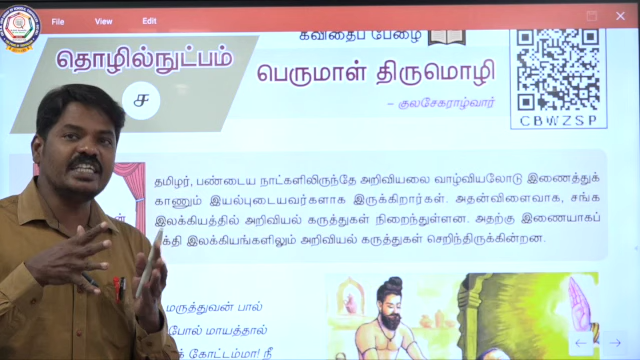 File View Edit
கவிதைப் பேழை
தொழில்நுட்பம்
ச
பெருமாள் திருமொழி
– குலசேகராழ்வார்
CBWZSP
தமிழர், பண்டைய நாட்களிலிருந்தே அறிவியலை வாழ்வியலோடு இணைத்துக்
காணும் இயல்புடையவர்களாக இருக்கிறார்கள். அதன்விளைவாக, சங்க
இலக்கியத்தில் அறிவியல் கருத்துகள் நிறைந்துள்ளன. அதற்கு இணையாகப்
க்தி இலக்கியங்களிலும் அறிவியல் கருத்துகள் செறிந்திருக்கின்றன.
மருத்துவன் பால்
போல் மாயத்தால்
கோட்டம்மா! நீ